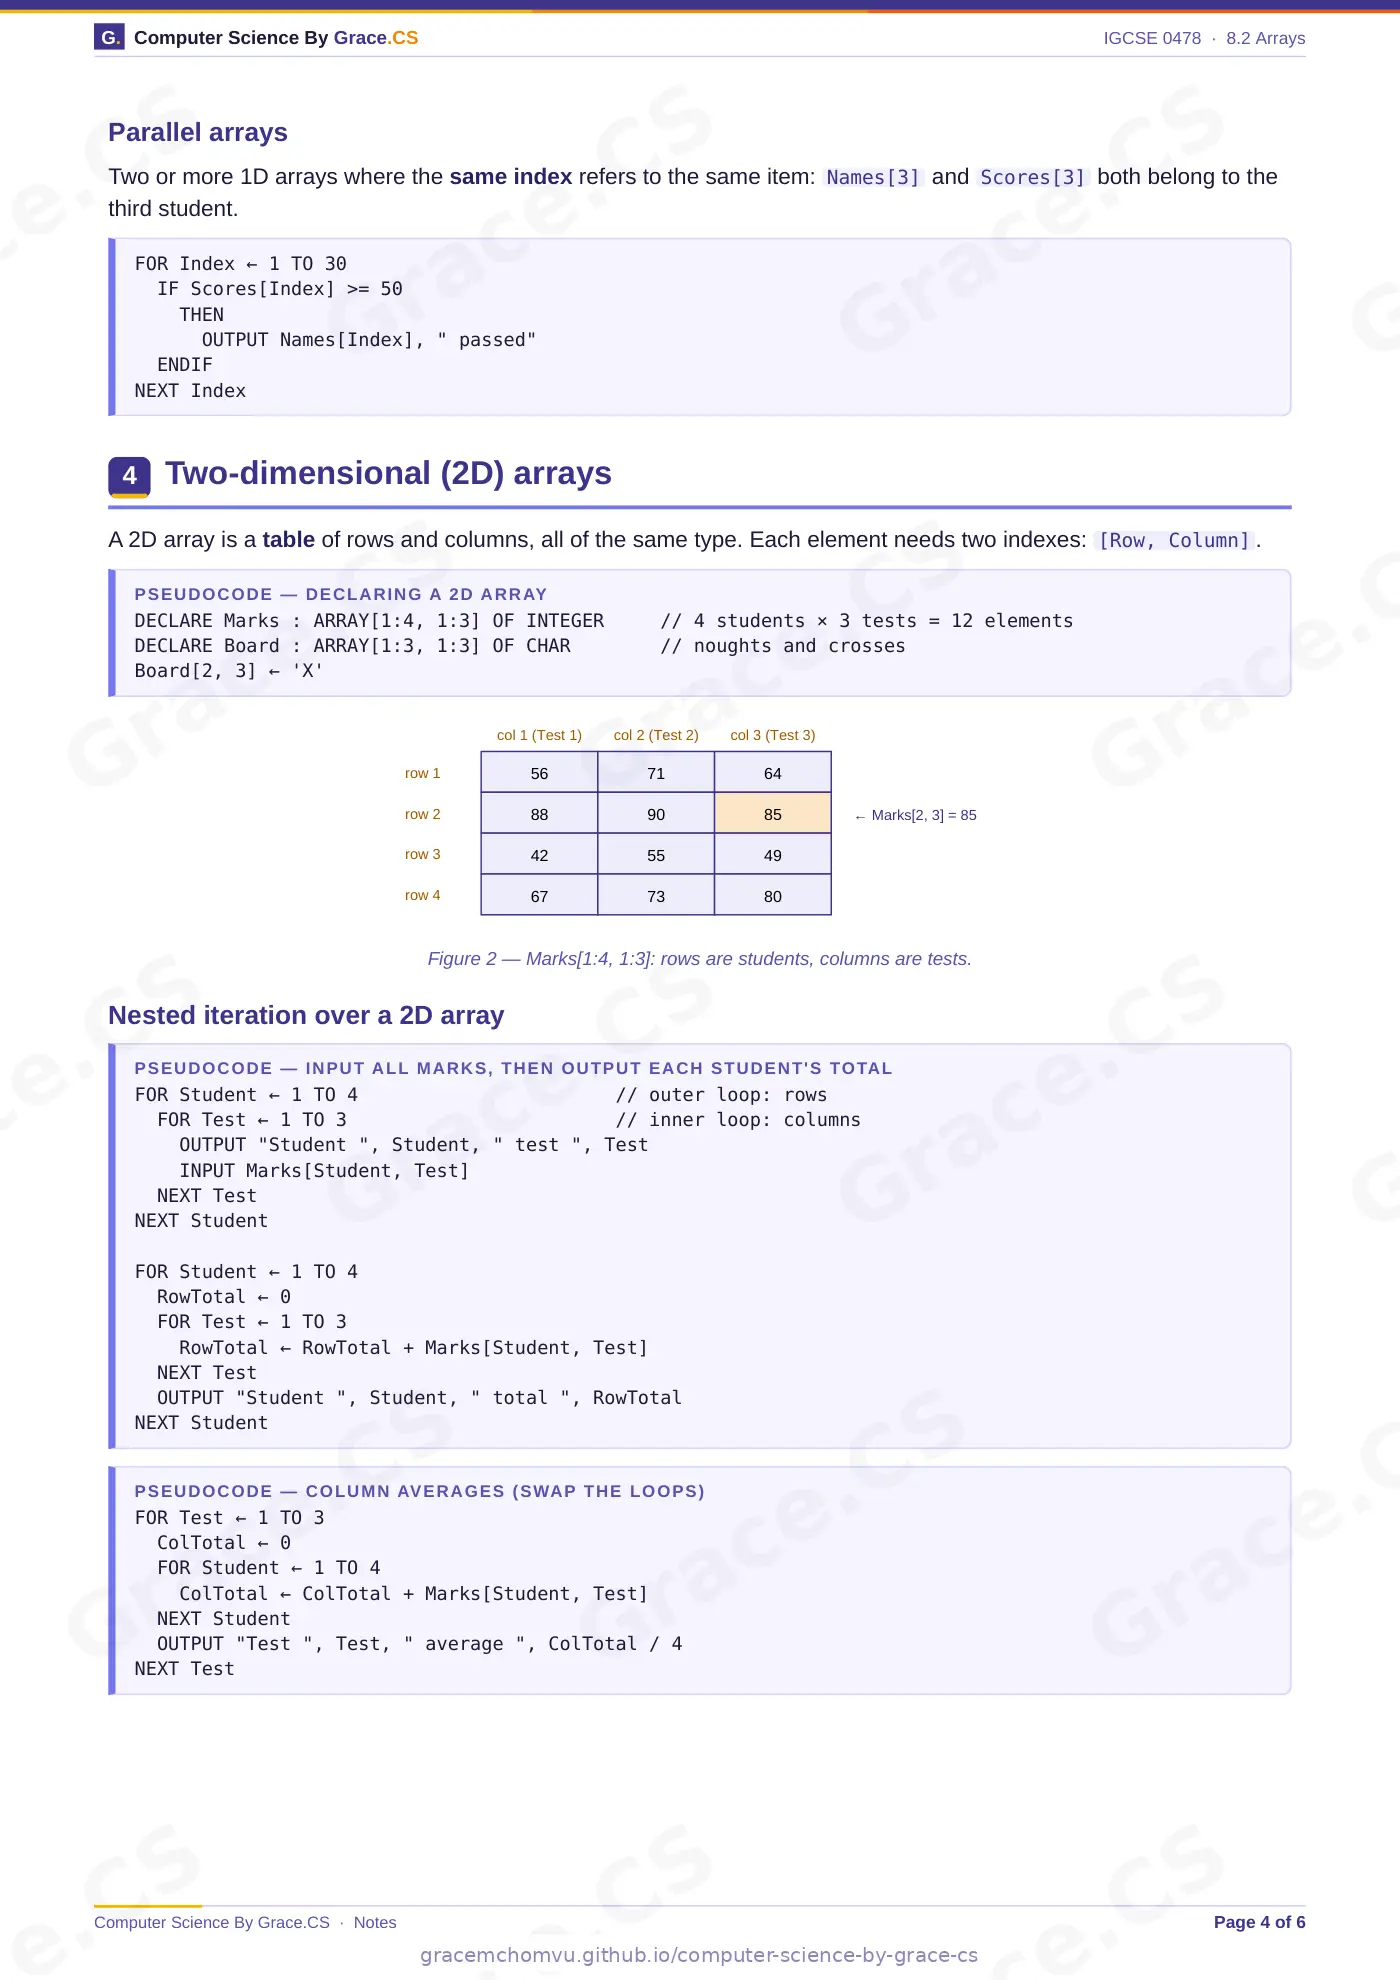 G. Computer Science By Grace.CS
IGCSE 0478 · 8.2 Arrays
Parallel arrays
Two or more 1D arrays where the same index refers to the same item: Names[3] and Scores[3] both belong to the
third student.
FOR Index ← 1 TO 30
  IF Scores[Index] >= 50
    THEN
      OUTPUT Names[Index], " passed"
  ENDIF
NEXT Index
4 Two-dimensional (2D) arrays
A 2D array is a table of rows and columns, all of the same type. Each element needs two indexes: [Row, Column].
PSEUDOCODE — DECLARING A 2D ARRAY
DECLARE Marks : ARRAY[1:4, 1:3] OF INTEGER     // 4 students × 3 tests = 12 elements
DECLARE Board : ARRAY[1:3, 1:3] OF CHAR        // noughts and crosses
Board[2, 3] ← 'X'
col 1 (Test 1) col 2 (Test 2) col 3 (Test 3)
row 1 56 71 64
row 2 88 90 85 ← Marks[2, 3] = 85
row 3 42 55 49
row 4 67 73 80
Figure 2 — Marks[1:4, 1:3]: rows are students, columns are tests.
Nested iteration over a 2D array
PSEUDOCODE — INPUT ALL MARKS, THEN OUTPUT EACH STUDENT'S TOTAL
FOR Student ← 1 TO 4                       // outer loop: rows
  FOR Test ← 1 TO 3                        // inner loop: columns
    OUTPUT "Student ", Student, " test ", Test
    INPUT Marks[Student, Test]
  NEXT Test
NEXT Student
FOR Student ← 1 TO 4
  RowTotal ← 0
  FOR Test ← 1 TO 3
    RowTotal ← RowTotal + Marks[Student, Test]
  NEXT Test
  OUTPUT "Student ", Student, " total ", RowTotal
NEXT Student
PSEUDOCODE — COLUMN AVERAGES (SWAP THE LOOPS)
FOR Test ← 1 TO 3
  ColTotal ← 0
  FOR Student ← 1 TO 4
    ColTotal ← ColTotal + Marks[Student, Test]
  NEXT Student
  OUTPUT "Test ", Test, " average ", ColTotal / 4
NEXT Test
Computer Science By Grace.CS · Notes
Page 4 of 6
gracemchomvu.github.io/computer-science-by-grace-cs